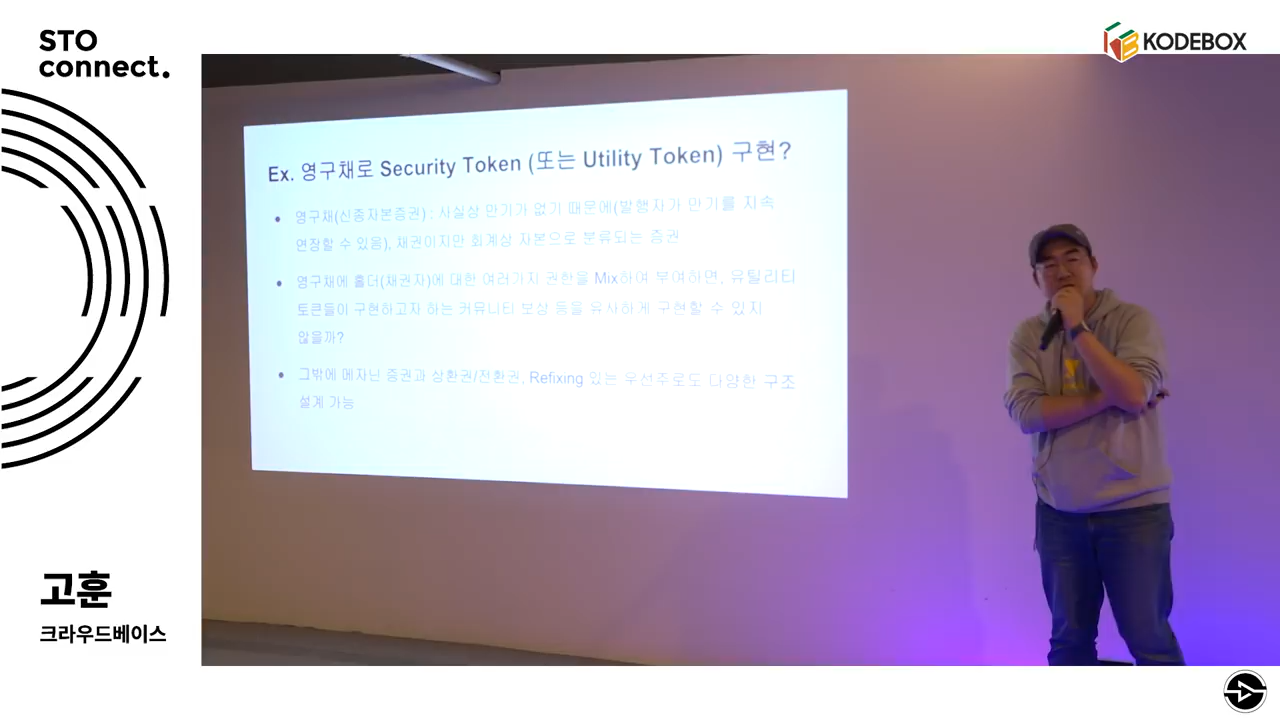 STO
connect.
KODEBOX
Ex. 영구채로 Security Token (또는 Utility Token) 구현?
영구채(신종자본증권) : 사실상 만기가 없기 때문에(발행자가 만기를 지속
연장할 수 있음), 채권이지만 회계상 자본으로 분류되는 증권
영구채에 홀더(채권자)에 대한 여러가지 권한을 Mix하여 부여하면, 유틸리티
토큰들이 구현하고자 하는 커뮤니티 보상 등을 유사하게 구현할 수 있지
않을까?
그밖에 메자닌 증권과 상환권/전환권, Refixing 있는 우선주로도 다양한 구조
설계 가능
고훈
크라우드베이스